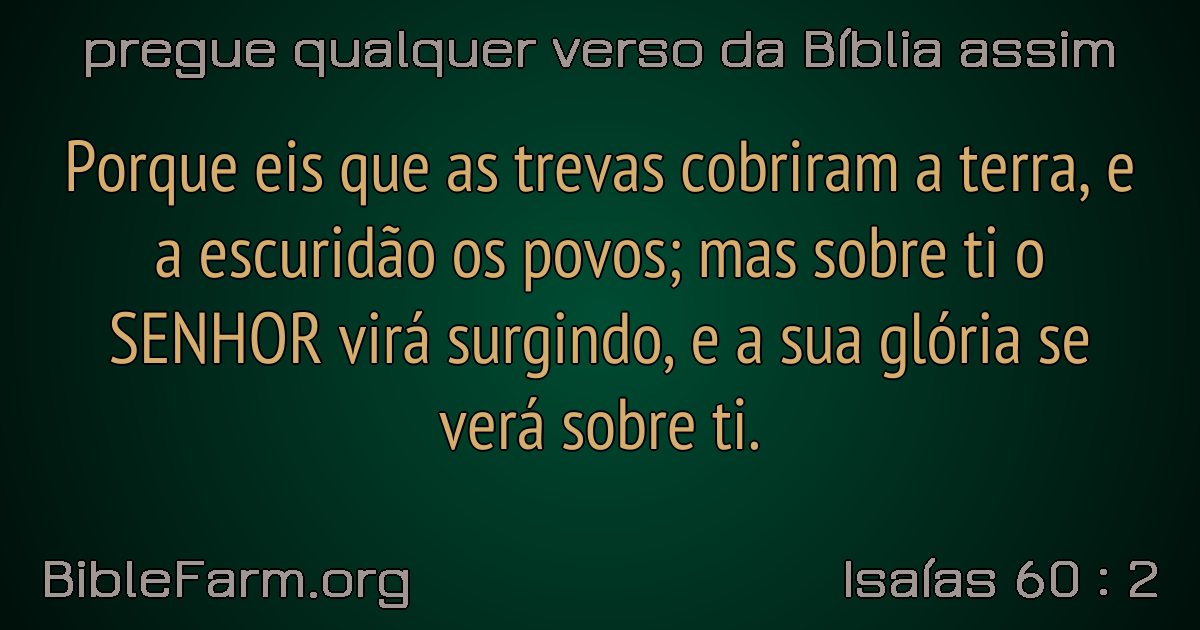 pregue qualquer verso da Bíblia assim
Porque eis que as trevas cobriram a terra, e
a escuridão os povos; mas sobre ti o
SENHOR virá surgindo, e a sua glória se
verá sobre ti.
BibleFarm.org
Isaías 60 : 2